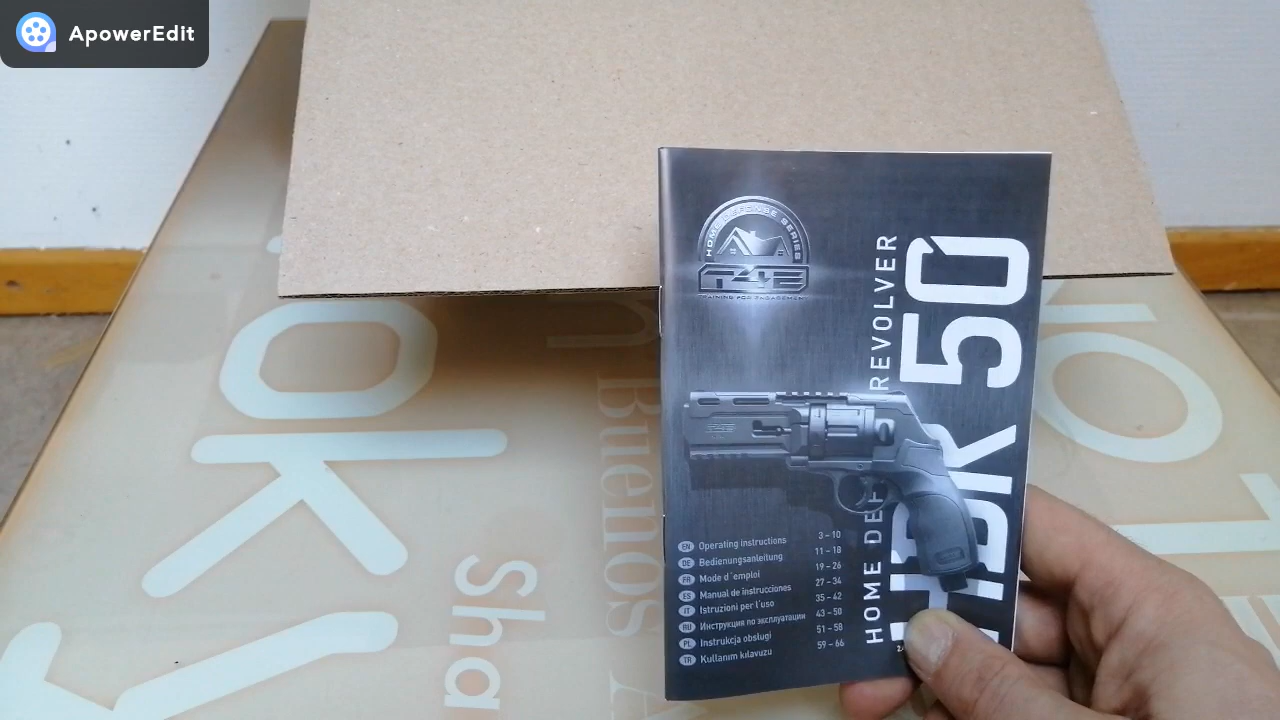 ApowerEdit
HOME DEFENSE SERIES
T4E
TRAINING FOR ENGAGEMENT
HOME DEF REVOLVER
HDR 50
EN Operating instructions 3 – 10
DE Bedienungsanleitung 11 – 18
FR Mode d´emploi 19 – 26
ES Manual de instrucciones 27 – 34
IT Istruzioni per l´uso 35 – 42
RU Инструкция по эксплуатации 43 – 50
PL Instrukcja obsługi 51 – 58
TR Kullanım kılavuzu 59 – 66
oky
Sha
n Buenos A